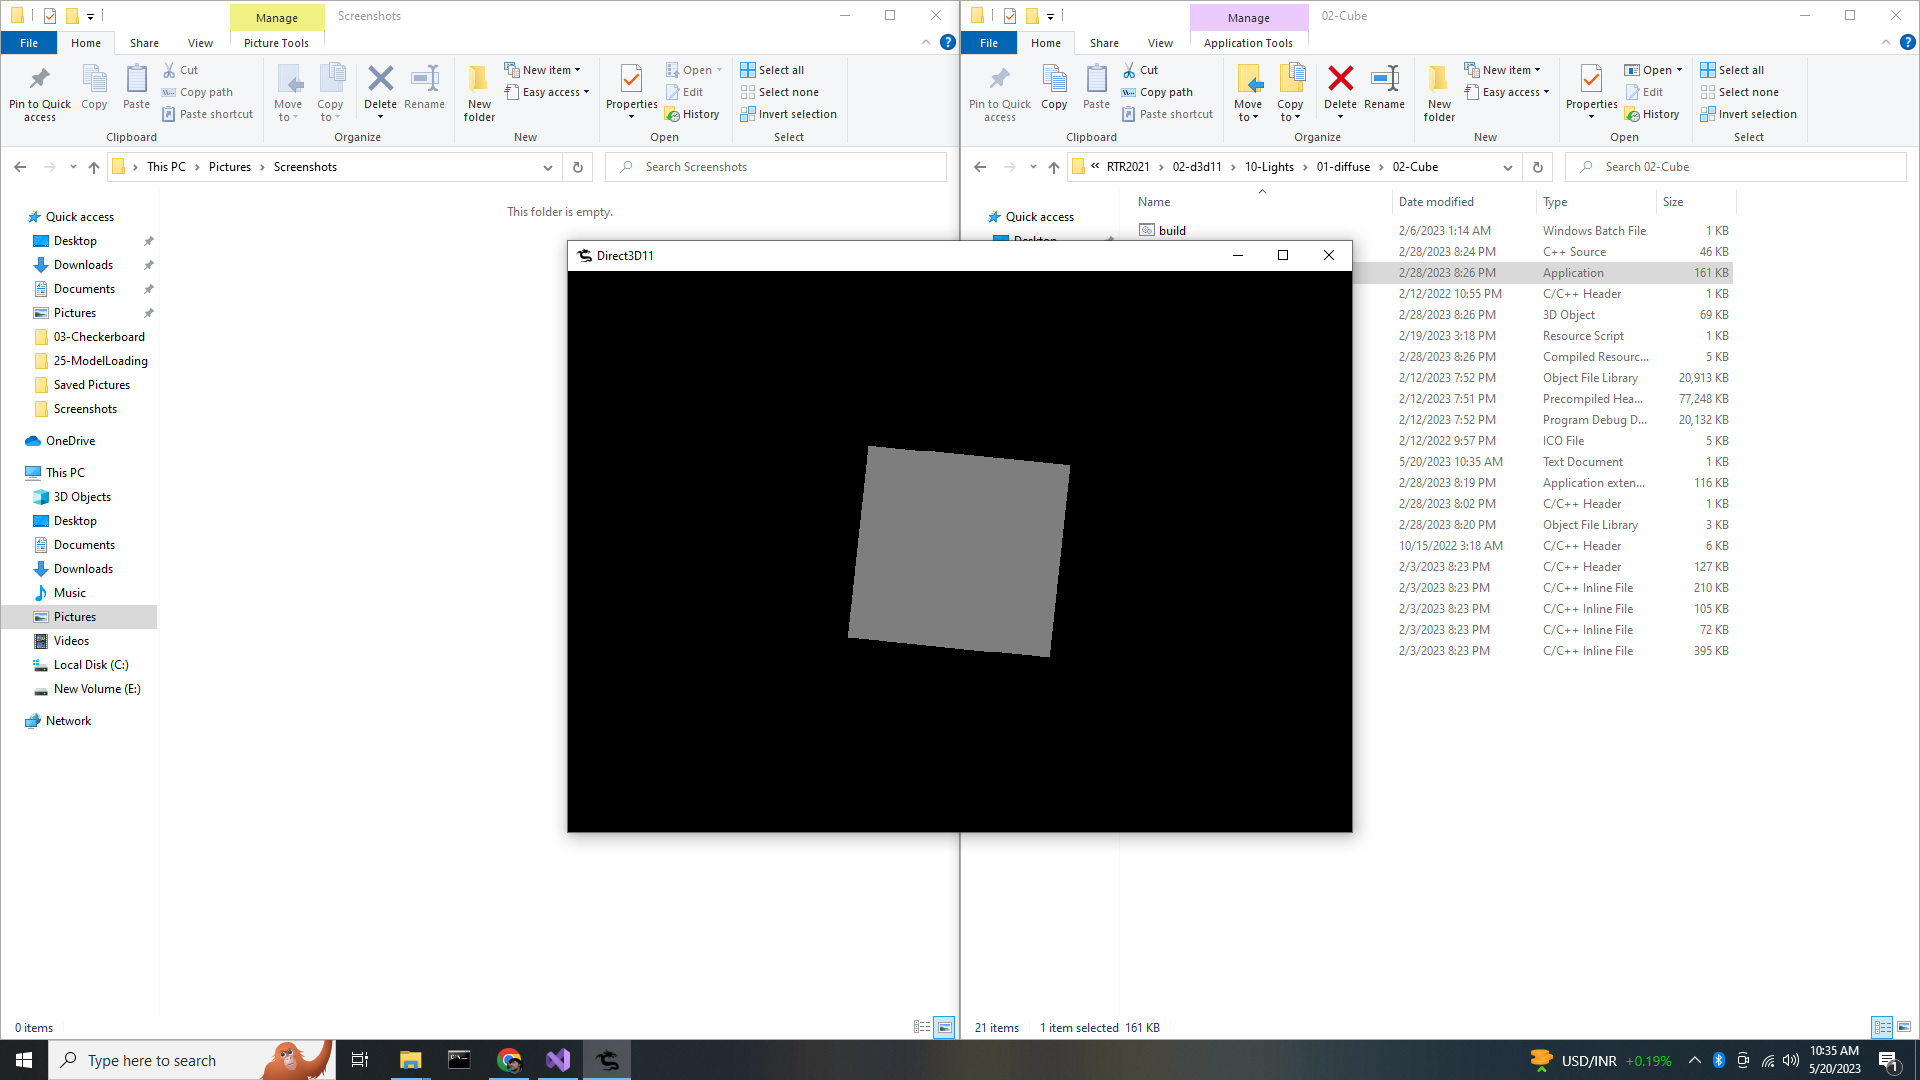 Manage
Screenshots
File
Home
Share
View
Picture Tools
Pin to Quick access
Copy
Paste
Cut
Copy path
Paste shortcut
Clipboard
Move to
Copy to
Delete
Rename
Organize
New folder
New item
Easy access
New
Properties
Open
Edit
History
Open
Select all
Select none
Invert selection
Select
This PC > Pictures > Screenshots
Search Screenshots
This folder is empty.
Quick access
Desktop
Downloads
Documents
Pictures
03-Checkerboard
25-ModelLoading
Saved Pictures
Screenshots
OneDrive
This PC
3D Objects
Desktop
Documents
Downloads
Music
Pictures
Videos
Local Disk (C:)
New Volume (E:)
Network
0 items
Manage
02-Cube
File
Home
Share
View
Application Tools
Pin to Quick access
Copy
Paste
Cut
Copy path
Paste shortcut
Clipboard
Move to
Copy to
Delete
Rename
Organize
New folder
New item
Easy access
New
Properties
Open
Edit
History
Open
Select all
Select none
Invert selection
Select
« RTR2021 > 02-d3d11 > 10-Lights > 01-diffuse > 02-Cube
Search 02-Cube
Quick access
Name Date modified Type Size
build 2/6/2023 1:14 AM Windows Batch File 1 KB
2/28/2023 8:24 PM C++ Source 46 KB
2/28/2023 8:26 PM Application 161 KB
2/12/2022 10:55 PM C/C++ Header 1 KB
2/28/2023 8:26 PM 3D Object 69 KB
2/19/2023 3:18 PM Resource Script 1 KB
2/28/2023 8:26 PM Compiled Resourc... 5 KB
2/12/2023 7:52 PM Object File Library 20,913 KB
2/12/2023 7:51 PM Precompiled Hea... 77,248 KB
2/12/2023 7:52 PM Program Debug D... 20,132 KB
2/12/2022 9:57 PM ICO File 5 KB
5/20/2023 10:35 AM Text Document 1 KB
2/28/2023 8:19 PM Application exten... 116 KB
2/28/2023 8:02 PM C/C++ Header 1 KB
2/28/2023 8:20 PM Object File Library 3 KB
10/15/2022 3:18 AM C/C++ Header 6 KB
2/3/2023 8:23 PM C/C++ Header 127 KB
2/3/2023 8:23 PM C/C++ Inline File 210 KB
2/3/2023 8:23 PM C/C++ Inline File 105 KB
2/3/2023 8:23 PM C/C++ Inline File 72 KB
2/3/2023 8:23 PM C/C++ Inline File 395 KB
21 items 1 item selected 161 KB
Direct3D11
Type here to search
USD/INR +0.19%
10:35 AM
5/20/2023
1